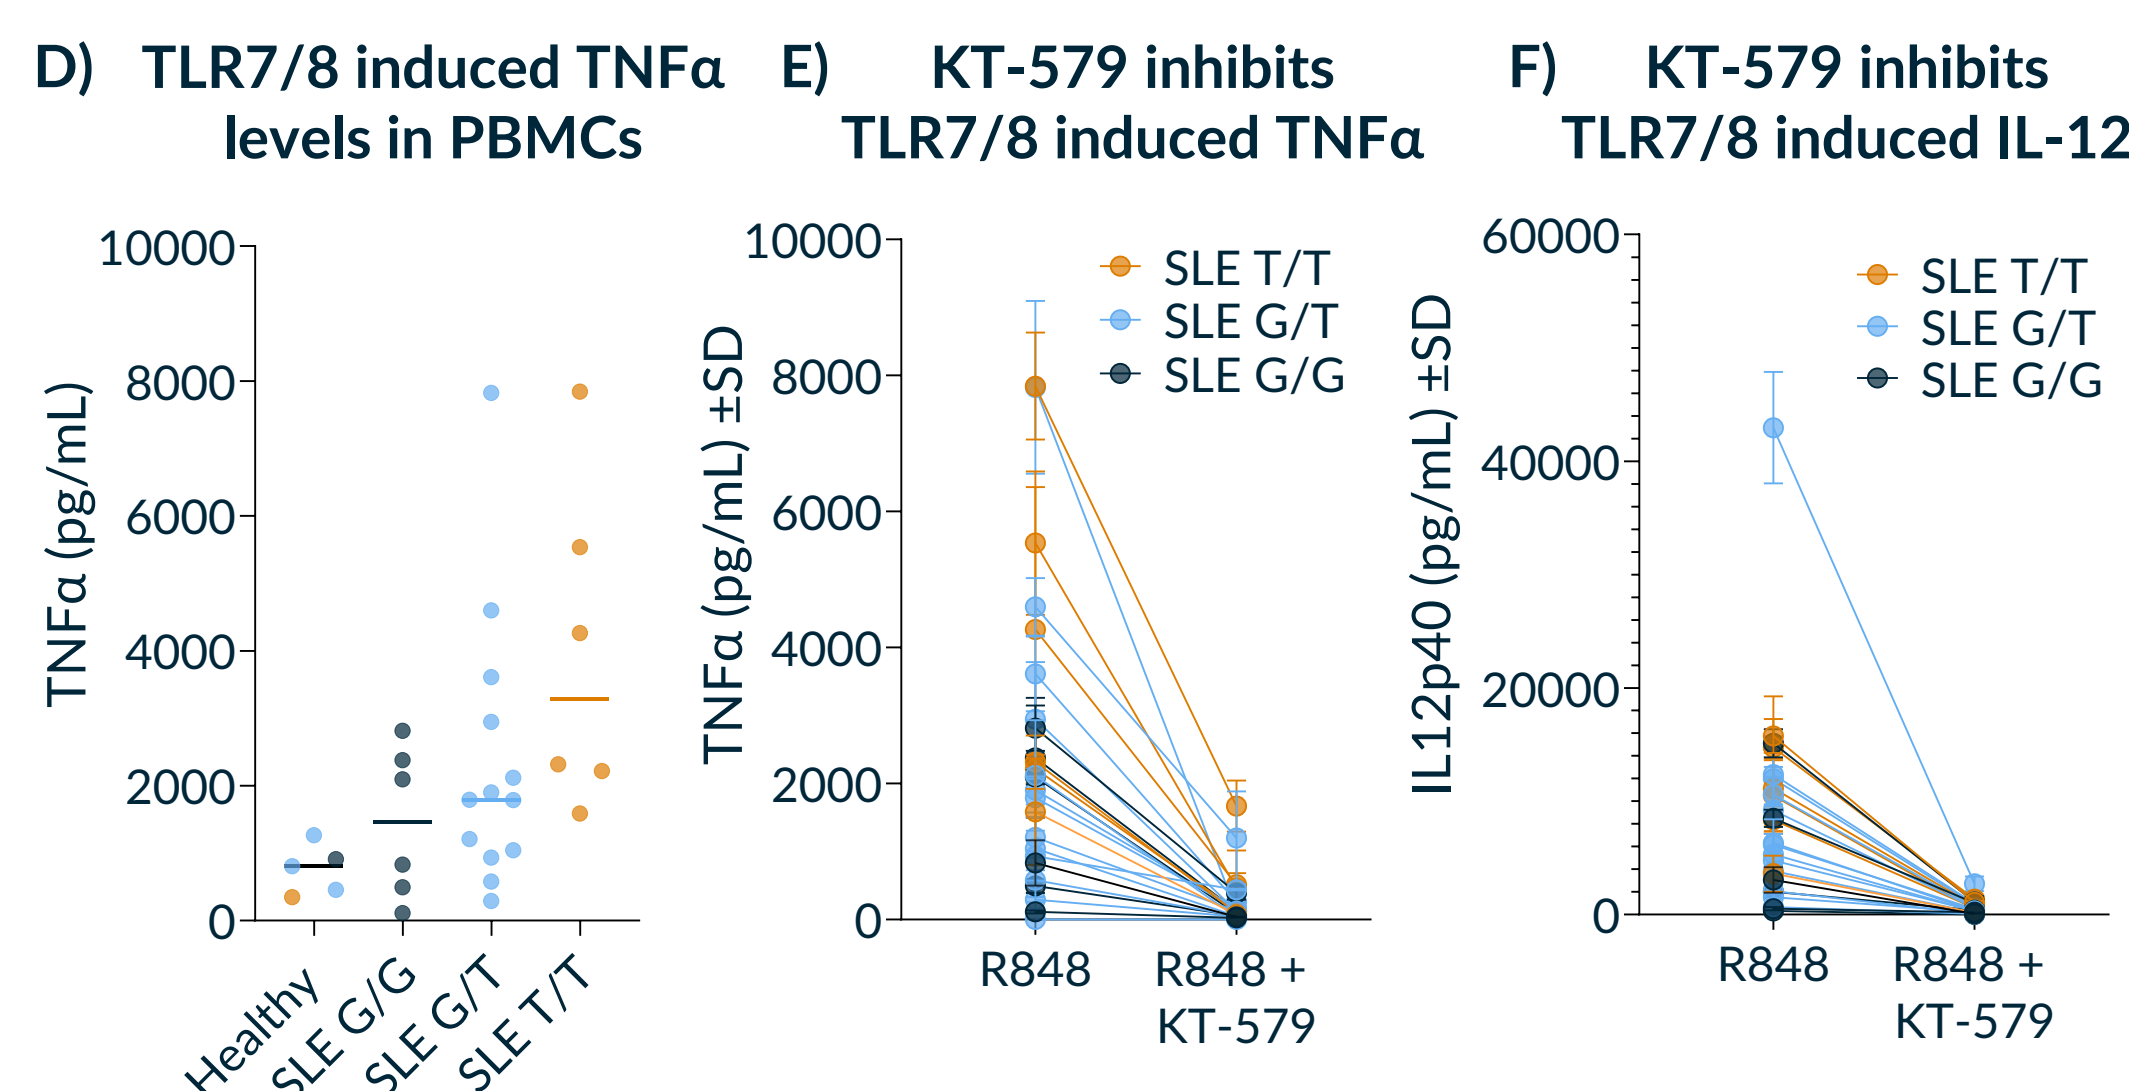 D) TLR7/8 induced TNFα
levels in PBMCs
TNFα (pg/mL)
10000
8000
6000
4000
2000
0
Healthy
SLE G/G
SLE G/T
SLE T/T
E) KT-579 inhibits
TLR7/8 induced TNFα
TNFα (pg/mL) ±SD
10000
8000
6000
4000
2000
0
SLE T/T
SLE G/T
SLE G/G
R848
R848 +
KT-579
F) KT-579 inhibits
TLR7/8 induced IL-12
IL12p40 (pg/mL) ±SD
60000
40000
20000
0
SLE T/T
SLE G/T
SLE G/G
R848
R848 +
KT-579